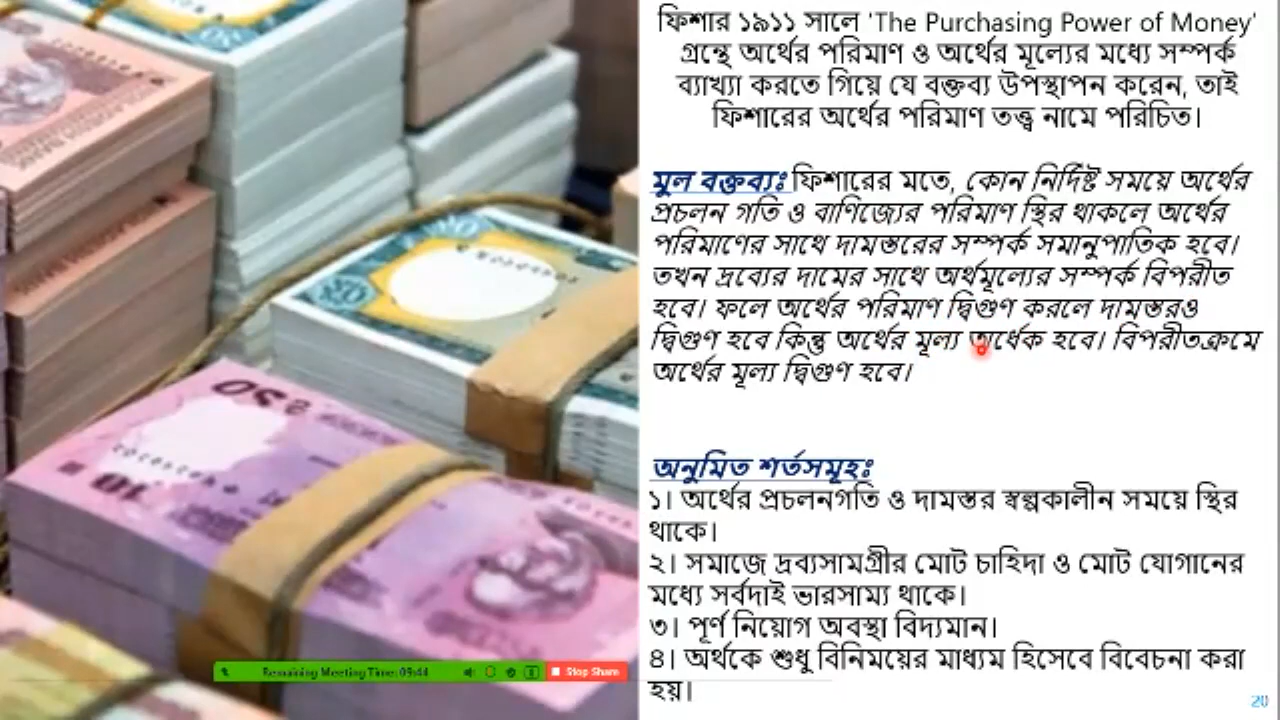 ফিশার ১৯১১ সালে 'The Purchasing Power of Money'
গ্রন্থে অর্থের পরিমাণ ও অর্থের মূল্যের মধ্যে সম্পর্ক
ব্যাখ্যা করতে গিয়ে যে বক্তব্য উপস্থাপন করেন, তাই
ফিশারের অর্থের পরিমাণ তত্ত্ব নামে পরিচিত।
মুল বক্তব্যঃ ফিশারের মতে, কোন নির্দিষ্ট সময়ে অর্থের
প্রচলন গতি ও বাণিজ্যের পরিমাণ স্থির থাকলে অর্থের
পরিমাণের সাথে দামস্তরের সম্পর্ক সমানুপাতিক হবে।
তখন দ্রব্যের দামের সাথে অর্থমূল্যের সম্পর্ক বিপরীত
হবে। ফলে অর্থের পরিমাণ দ্বিগুণ করলে দামস্তরও
দ্বিগুণ হবে কিন্তু অর্থের মূল্য অর্ধেক হবে। বিপরীতক্রমে
অর্থের মূল্য দ্বিগুণ হবে।
অনুমিত শর্তসমূহঃ
১। অর্থের প্রচলনগতি ও দামস্তর স্বল্পকালীন সময়ে স্থির
থাকে।
২। সমাজে দ্রব্যসামগ্রীর মোট চাহিদা ও মোট যোগানের
মধ্যে সর্বদাই ভারসাম্য থাকে।
৩। পূর্ণ নিয়োগ অবস্থা বিদ্যমান।
৪। অর্থকে শুধু বিনিময়ের মাধ্যম হিসেবে বিবেচনা করা
হয়।
Remaining Meeting Time: 09:44
Stop Share
20